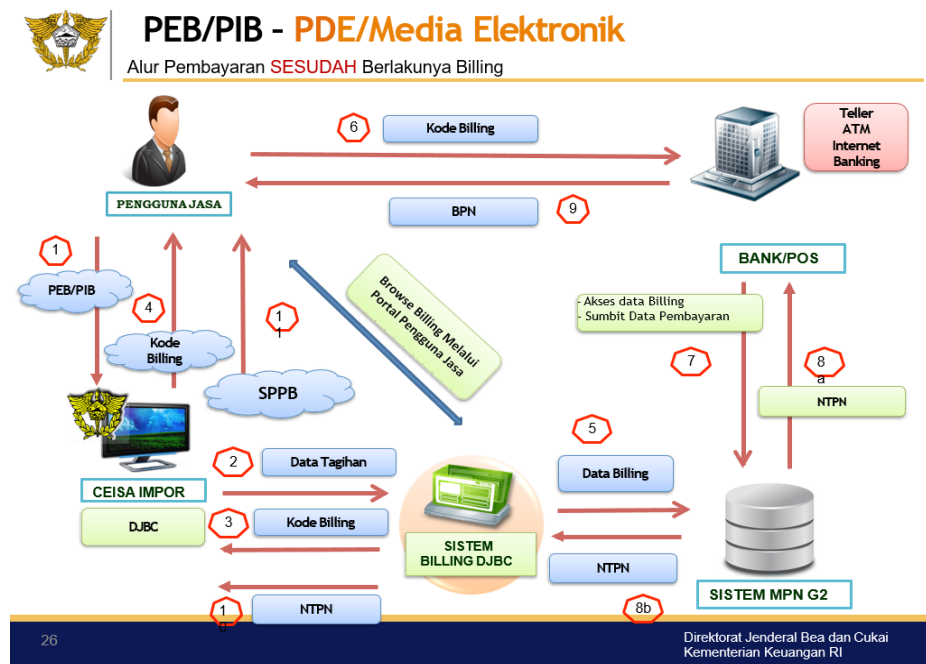 PEB/PIB - PDE/Media Elektronik
Alur Pembayaran SESUDAH Berlakunya Billing
6
Kode Billing
Teller
ATM
Internet
Banking
PENGGUNA JASA
BPN
9
BANK/POS
1
PEB/PIB
4
Kode
Billing
1
1
SPPB
Browse Billing Melalui
Portal Pengguna Jasa
- Akses data Billing
- Sumbit Data Pembayaran
7
8
a
NTPN
5
2
Data Tagihan
Data Billing
CEISA IMPOR
DJBC
3
Kode Billing
SISTEM
BILLING DJBC
NTPN
8b
SISTEM MPN G2
1
0
NTPN
26
Direktorat Jenderal Bea dan Cukai
Kementerian Keuangan RI